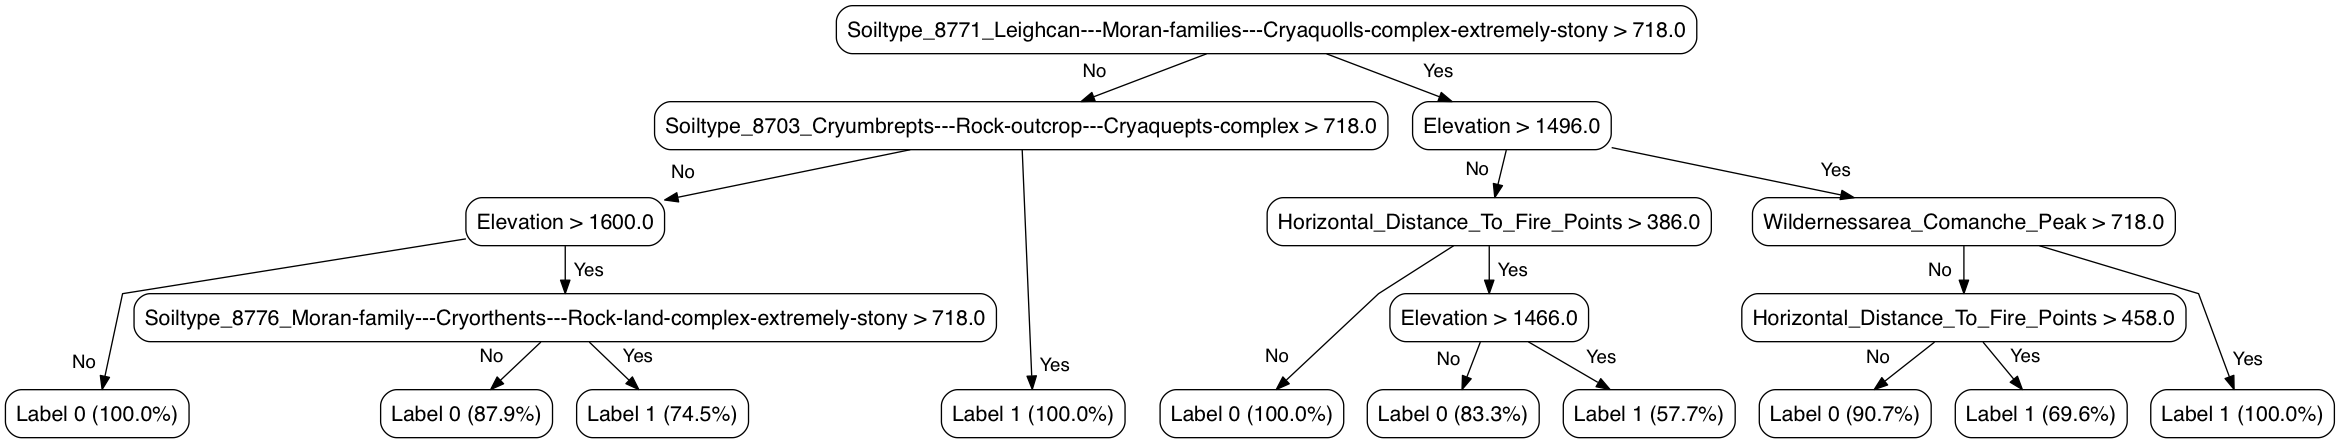 Soiltype_8771_Leighcan---Moran-families---Cryaquolls-complex-extremely-stony > 718.0
No
Yes
Soiltype_8703_Cryumbrepts---Rock-outcrop---Cryaquepts-complex > 718.0
Elevation > 1496.0
No
No
Yes
Elevation > 1600.0
Horizontal_Distance_To_Fire_Points > 386.0
Wildernessarea_Comanche_Peak > 718.0
Yes
Yes
No
Soiltype_8776_Moran-family---Cryorthents---Rock-land-complex-extremely-stony > 718.0
Elevation > 1466.0
Horizontal_Distance_To_Fire_Points > 458.0
No
No
Yes
Yes
No
No
Yes
No
Yes
Yes
Label 0 (100.0%)
Label 0 (87.9%)
Label 1 (74.5%)
Label 1 (100.0%)
Label 0 (100.0%)
Label 0 (83.3%)
Label 1 (57.7%)
Label 0 (90.7%)
Label 1 (69.6%)
Label 1 (100.0%)